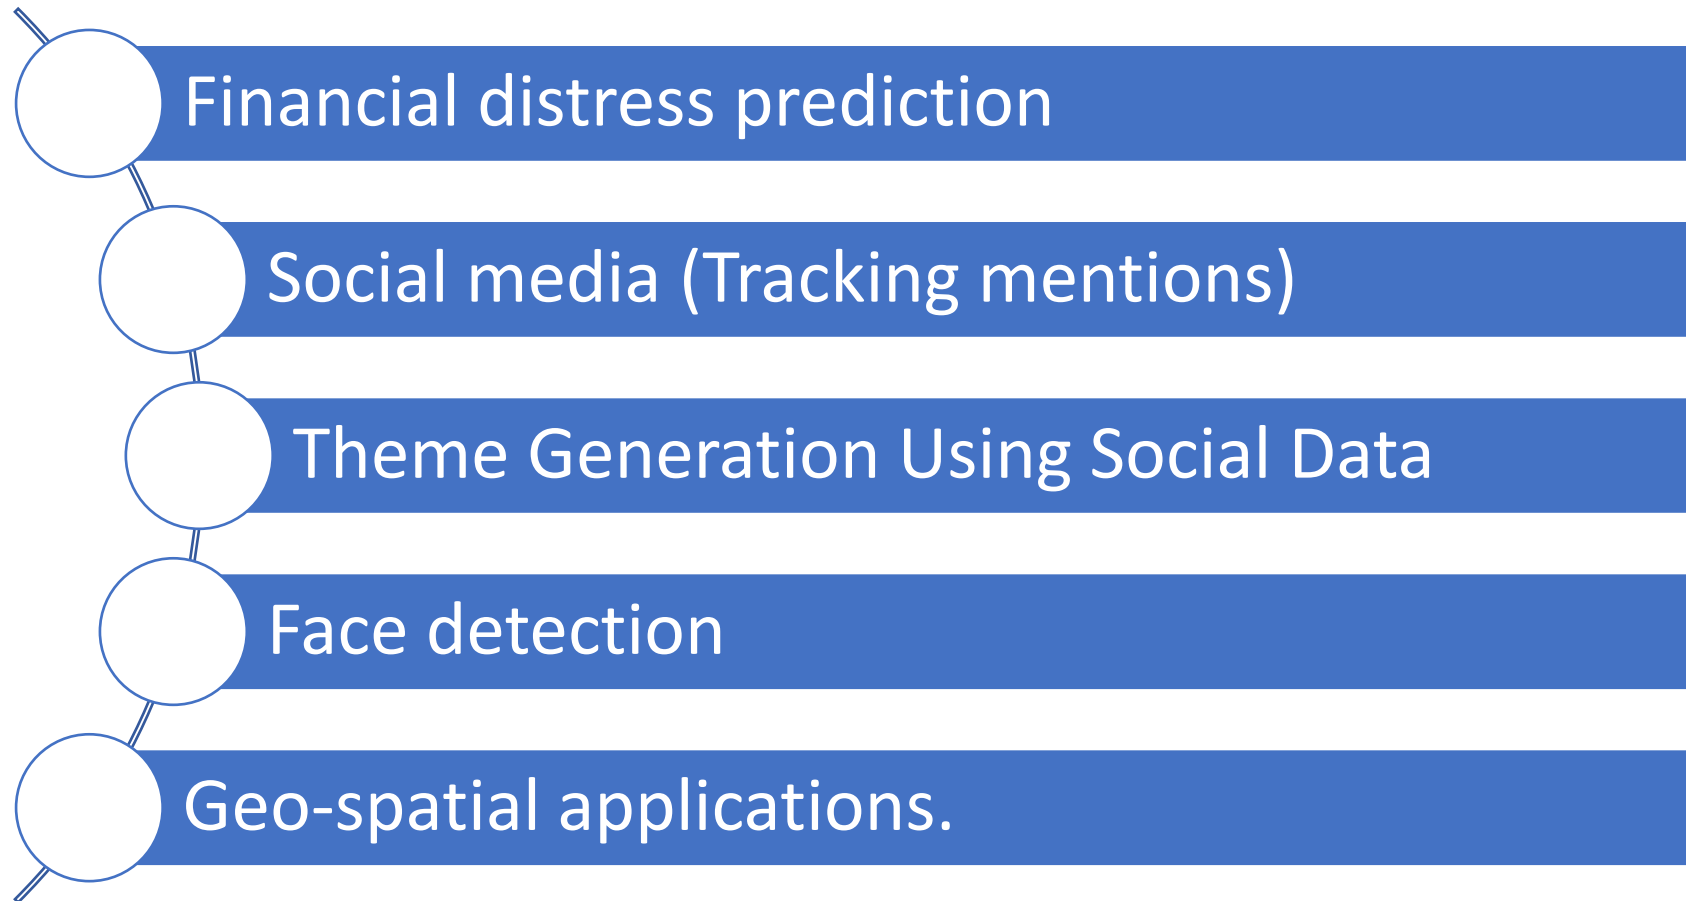 Financial distress prediction
Social media (Tracking mentions)
Theme Generation Using Social Data
Face detection
Geo-spatial applications.